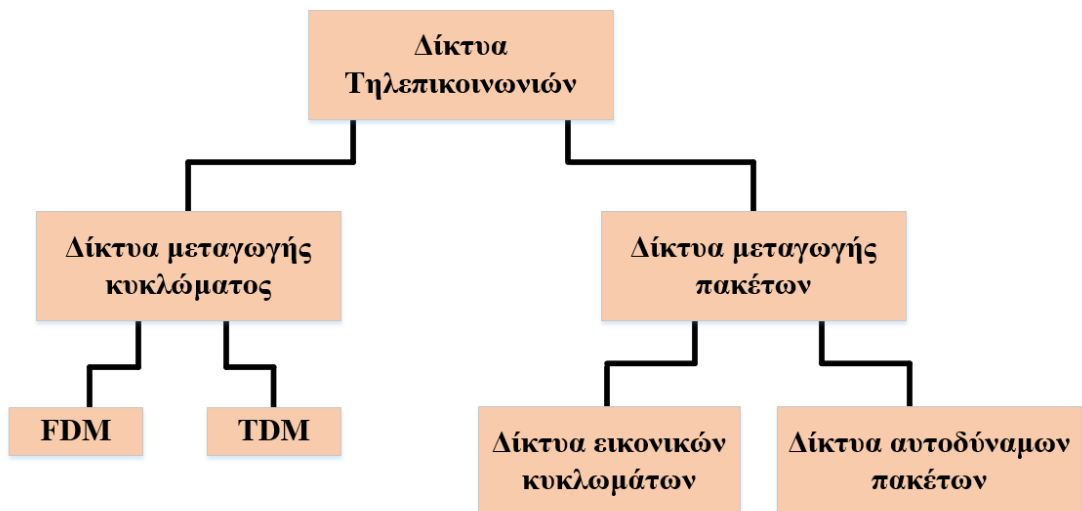 Δίκτυα
Τηλεπικοινωνιών
Δίκτυα μεταγωγής
κυκλώματος
Δίκτυα μεταγωγής
πακέτων
FDM
TDM
Δίκτυα εικονικών
κυκλωμάτων
Δίκτυα αυτοδύναμων
πακέτων